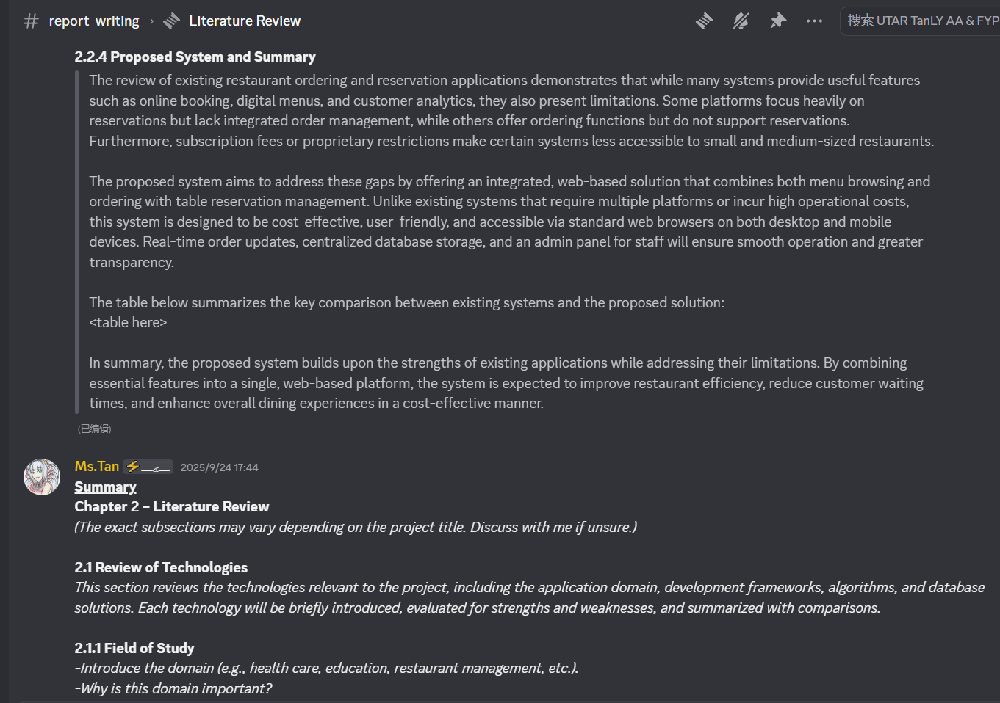 # report-writing › Literature Review
搜索 UTAR TanLY AA & FYP
2.2.4 Proposed System and Summary
The review of existing restaurant ordering and reservation applications demonstrates that while many systems provide useful features
such as online booking, digital menus, and customer analytics, they also present limitations. Some platforms focus heavily on
reservations but lack integrated order management, while others offer ordering functions but do not support reservations.
Furthermore, subscription fees or proprietary restrictions make certain systems less accessible to small and medium-sized restaurants.
The proposed system aims to address these gaps by offering an integrated, web-based solution that combines both menu browsing and
ordering with table reservation management. Unlike existing systems that require multiple platforms or incur high operational costs,
this system is designed to be cost-effective, user-friendly, and accessible via standard web browsers on both desktop and mobile
devices. Real-time order updates, centralized database storage, and an admin panel for staff will ensure smooth operation and greater
transparency.
The table below summarizes the key comparison between existing systems and the proposed solution:
<table here>
In summary, the proposed system builds upon the strengths of existing applications while addressing their limitations. By combining
essential features into a single, web-based platform, the system is expected to improve restaurant efficiency, reduce customer waiting
times, and enhance overall dining experiences in a cost-effective manner.
(已编辑)
Ms.Tan 2025/9/24 17:44
Summary
Chapter 2 – Literature Review
(The exact subsections may vary depending on the project title. Discuss with me if unsure.)
2.1 Review of Technologies
This section reviews the technologies relevant to the project, including the application domain, development frameworks, algorithms, and database
solutions. Each technology will be briefly introduced, evaluated for strengths and weaknesses, and summarized with comparisons.
2.1.1 Field of Study
-Introduce the domain (e.g., health care, education, restaurant management, etc.).
-Why is this domain important?